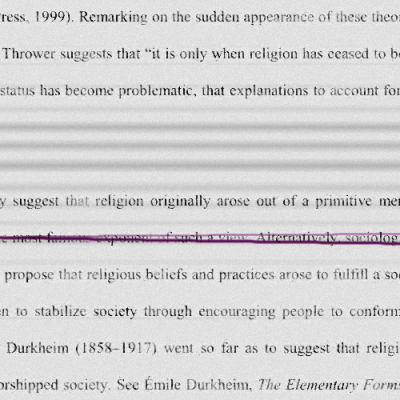 ress, 1999). Remarking on the sudden appearance of these theor
Thrower suggests that “it is only when religion has ceased to be
status has become problematic, that explanations to account for
y suggest that religion originally arose out of a primitive men
e most famous exponent of such a view. Alternatively, sociolog
propose that religious beliefs and practices arose to fulfill a soc
en to stabilize society through encouraging people to conform
Durkheim (1858–1917) went so far as to suggest that religi
orshipped society. See Émile Durkheim, The Elementary Forms